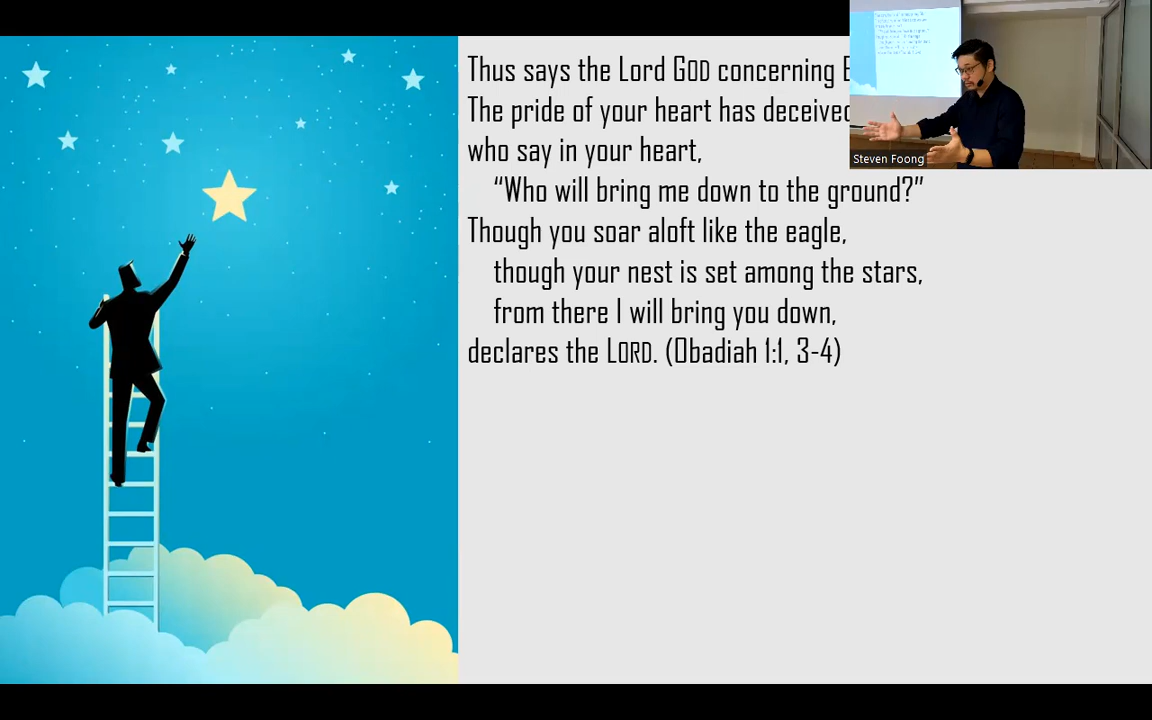 Thus says the Lord GOD concerning
The pride of your heart has deceived
who say in your heart,
“Who will bring me down to the ground?”
Though you soar aloft like the eagle,
though your nest is set among the stars,
from there I will bring you down,
declares the LORD. (Obadiah 1:1, 3-4)
Steven Foong